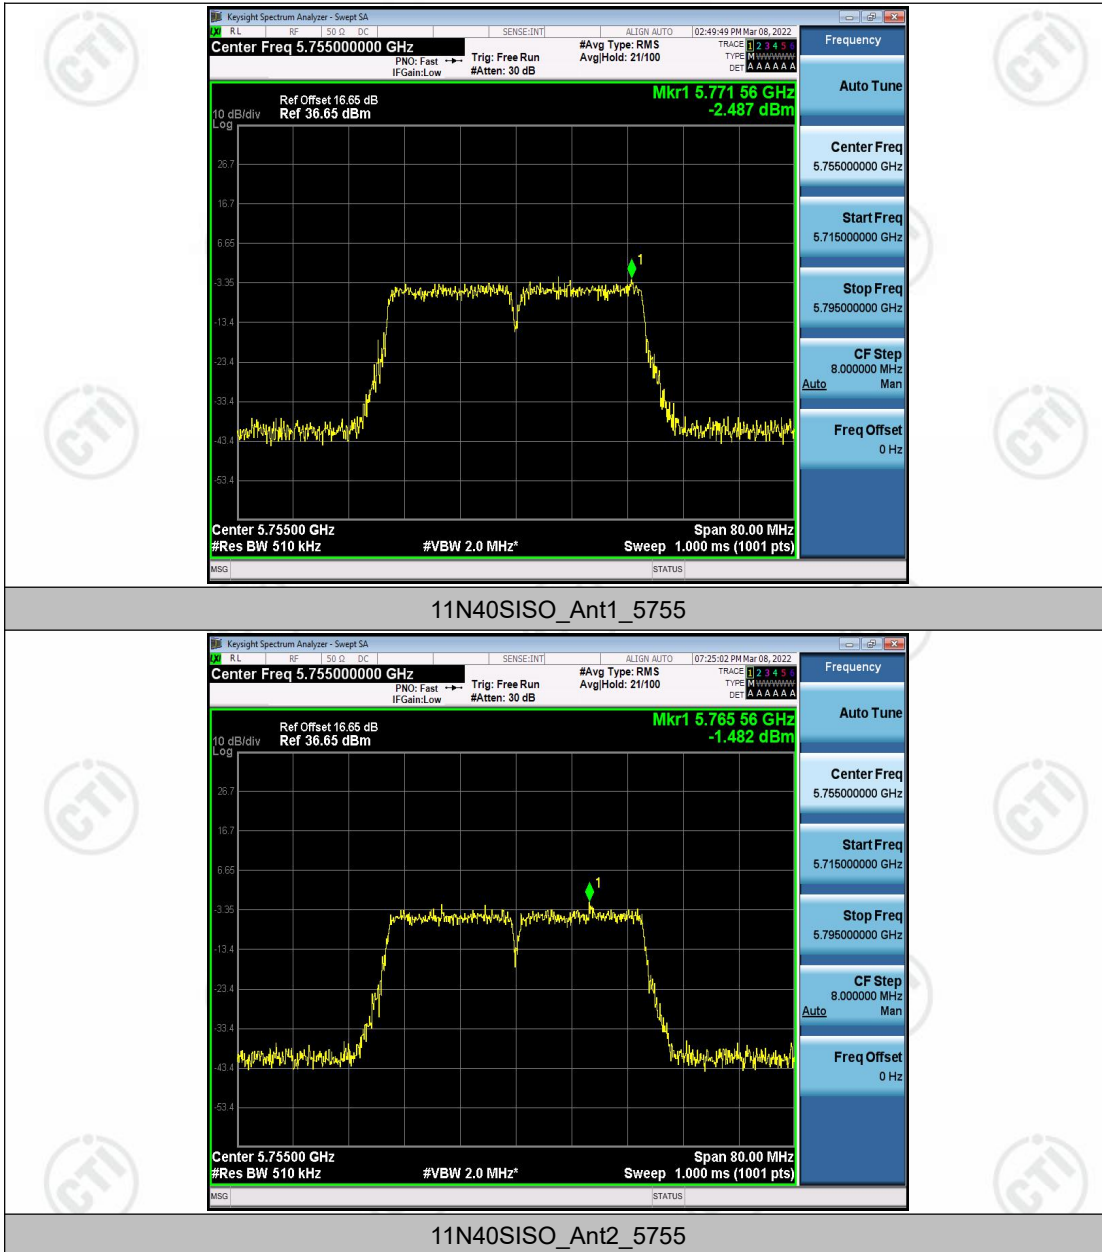 Keysight Spectrum Analyzer - Swept SA
LXI RL RF 50 Ω DC SENSE:INT ALIGN AUTO 02:49:49 PM Mar 08, 2022
Center Freq 5.755000000 GHz #Avg Type: RMS TRACE 1 2 3 4 5 6
PNO: Fast Trig: Free Run Avg|Hold: 21/100 TYPE M WWWWW
IFGain:Low #Atten: 30 dB DET A A A A A A
Mkr1 5.771 56 GHz
-2.487 dBm
Ref Offset 16.65 dB
10 dB/div Ref 36.65 dBm
Log
26.7
16.7
6.65
-3.35
-13.4
-23.4
-33.4
-43.4
-53.4
1
Center 5.75500 GHz Span 80.00 MHz
#Res BW 510 kHz #VBW 2.0 MHz* Sweep 1.000 ms (1001 pts)
MSG STATUS
Frequency
Auto Tune
Center Freq
5.755000000 GHz
Start Freq
5.715000000 GHz
Stop Freq
5.795000000 GHz
CF Step
8.000000 MHz
Auto Man
Freq Offset
0 Hz
11N40SISO_Ant1_5755
Keysight Spectrum Analyzer - Swept SA
LXI RL RF 50 Ω DC SENSE:INT ALIGN AUTO 07:25:02 PM Mar 08, 2022
Center Freq 5.755000000 GHz #Avg Type: RMS TRACE 1 2 3 4 5 6
PNO: Fast Trig: Free Run Avg|Hold: 21/100 TYPE M WWWWW
IFGain:Low #Atten: 30 dB DET A A A A A A
Mkr1 5.765 56 GHz
-1.482 dBm
Ref Offset 16.65 dB
10 dB/div Ref 36.65 dBm
Log
26.7
16.7
6.65
-3.35
-13.4
-23.4
-33.4
-43.4
-53.4
1
Center 5.75500 GHz Span 80.00 MHz
#Res BW 510 kHz #VBW 2.0 MHz* Sweep 1.000 ms (1001 pts)
MSG STATUS
Frequency
Auto Tune
Center Freq
5.755000000 GHz
Start Freq
5.715000000 GHz
Stop Freq
5.795000000 GHz
CF Step
8.000000 MHz
Auto Man
Freq Offset
0 Hz
11N40SISO_Ant2_5755
CTI
CTI
CTI
CTI
CTI
CTI
CTI
CTI